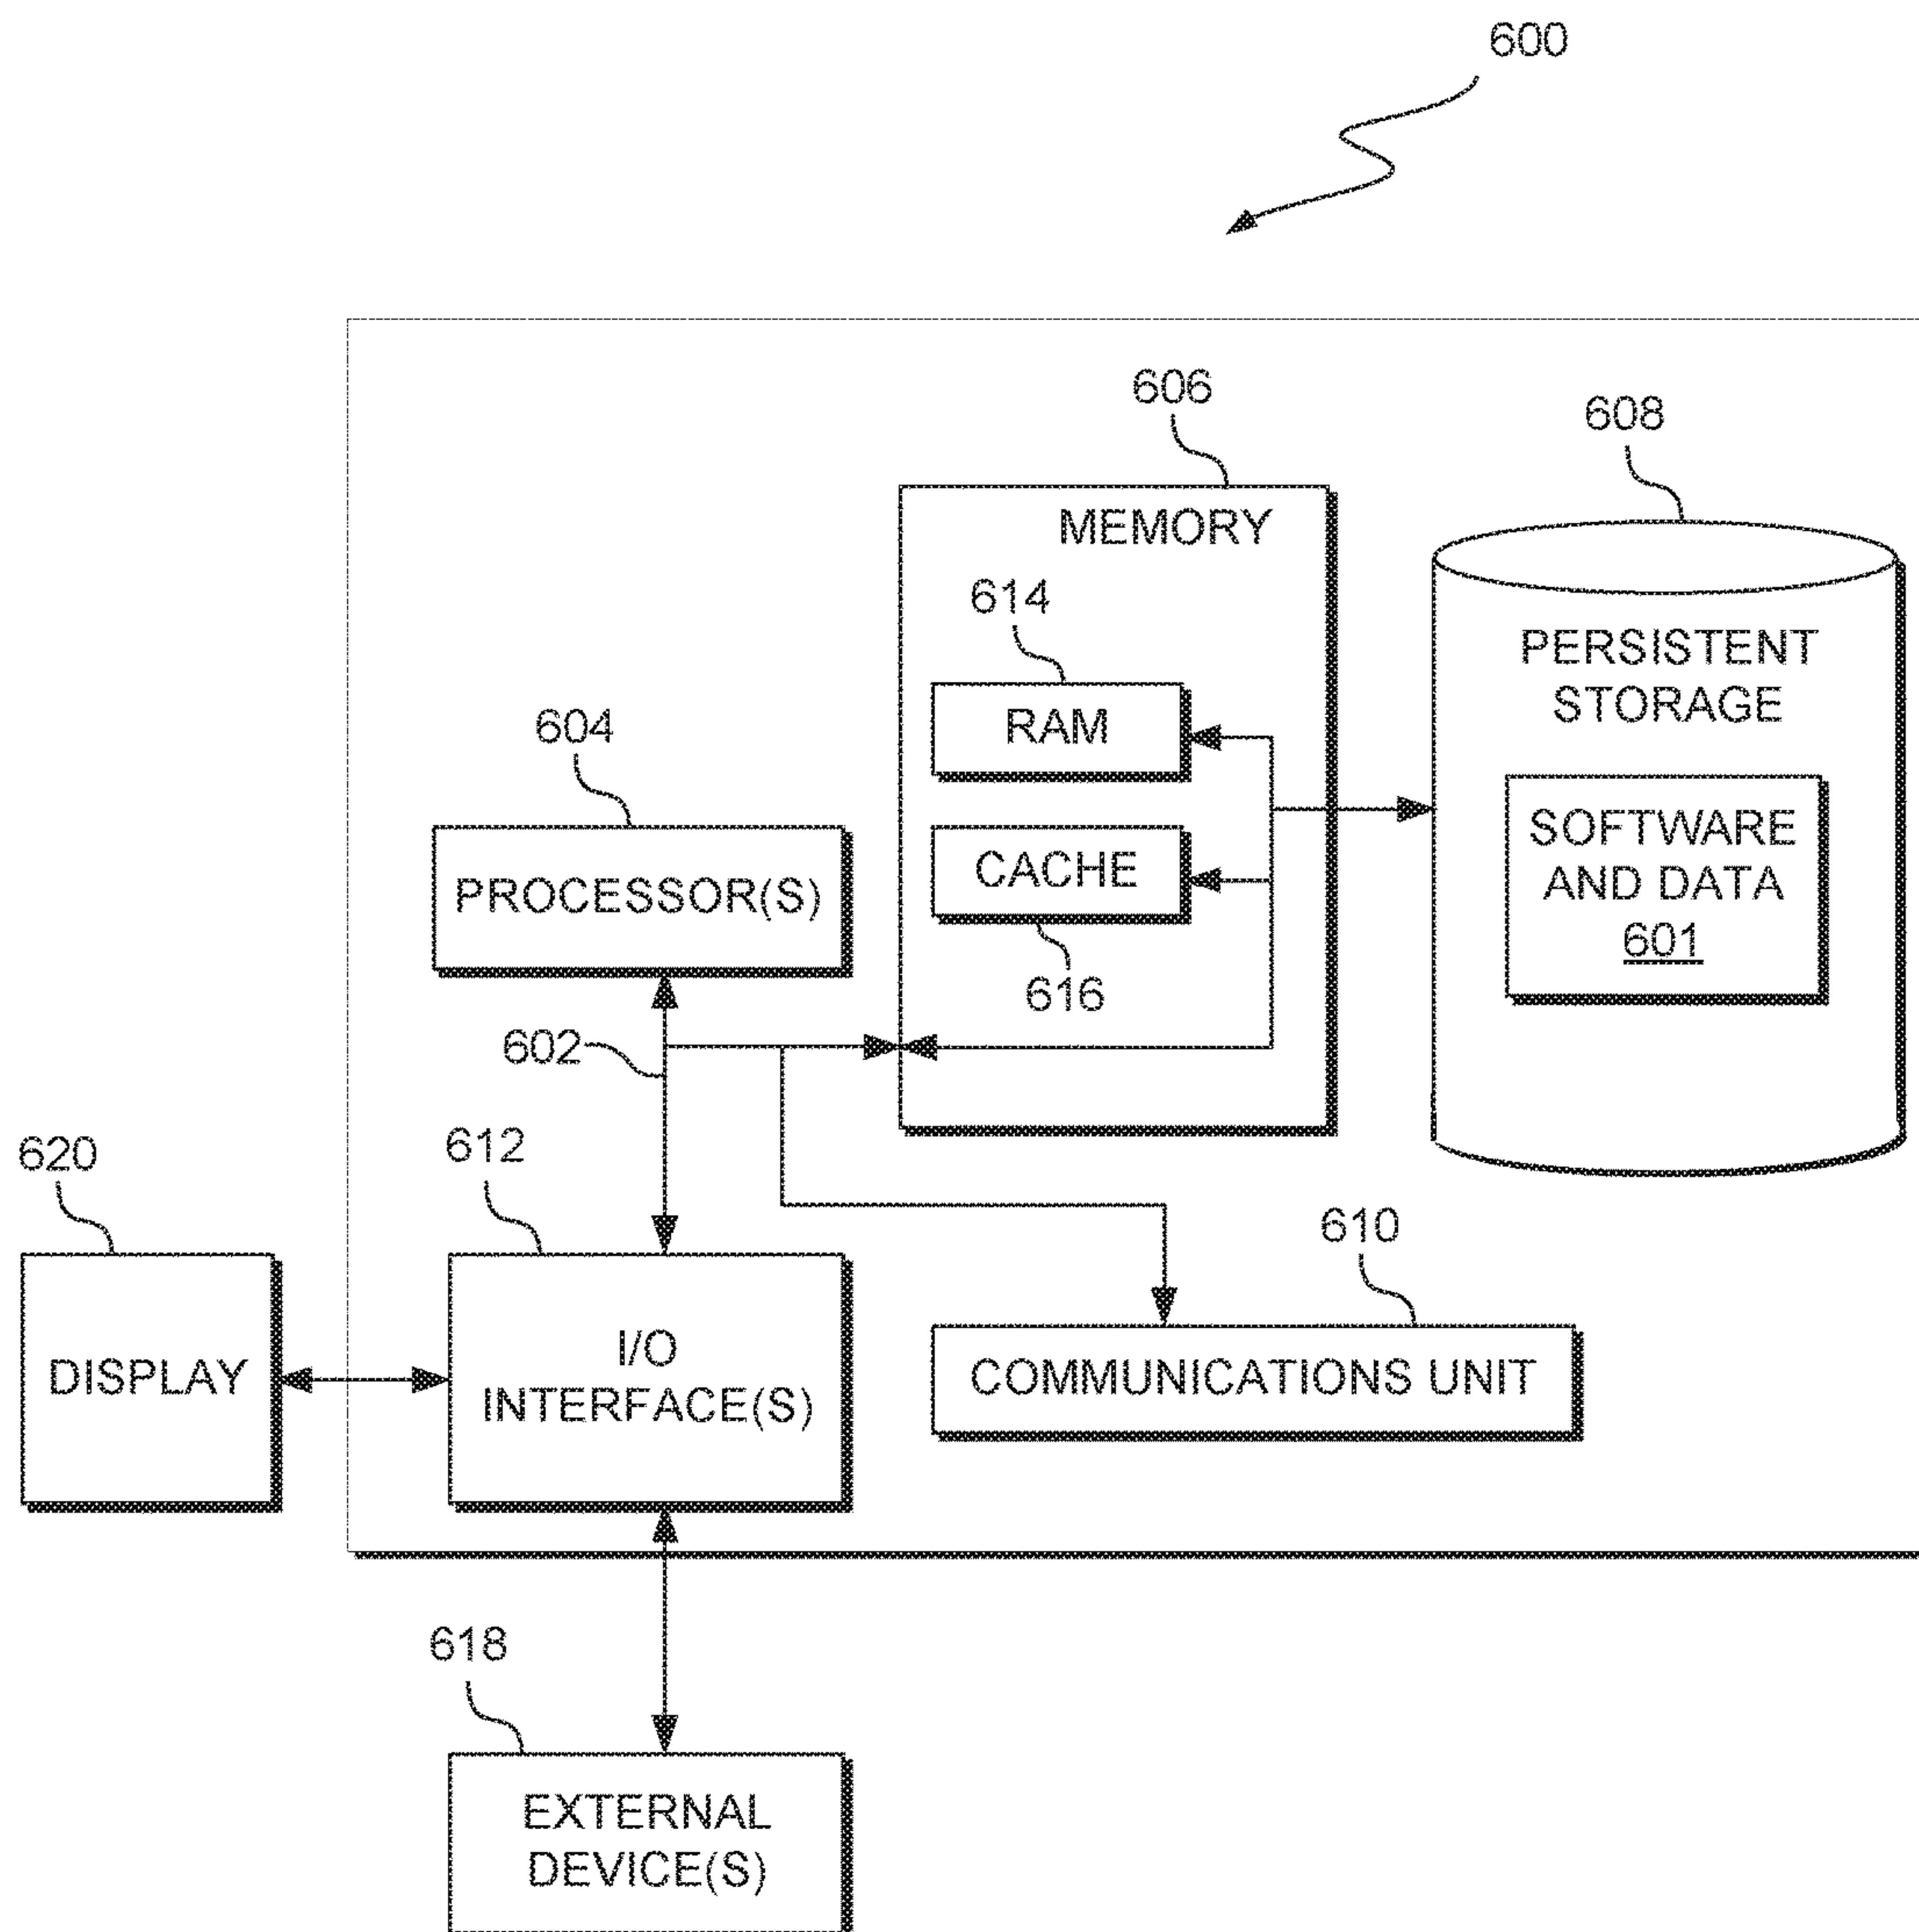 600
606
608
MEMORY
614
RAM
PERSISTENT
STORAGE
604
PROCESSOR(S)
CACHE
616
SOFTWARE
AND DATA
601
602
620
612
610
DISPLAY
I/O
INTERFACE(S)
COMMUNICATIONS UNIT
618
EXTERNAL
DEVICE(S)